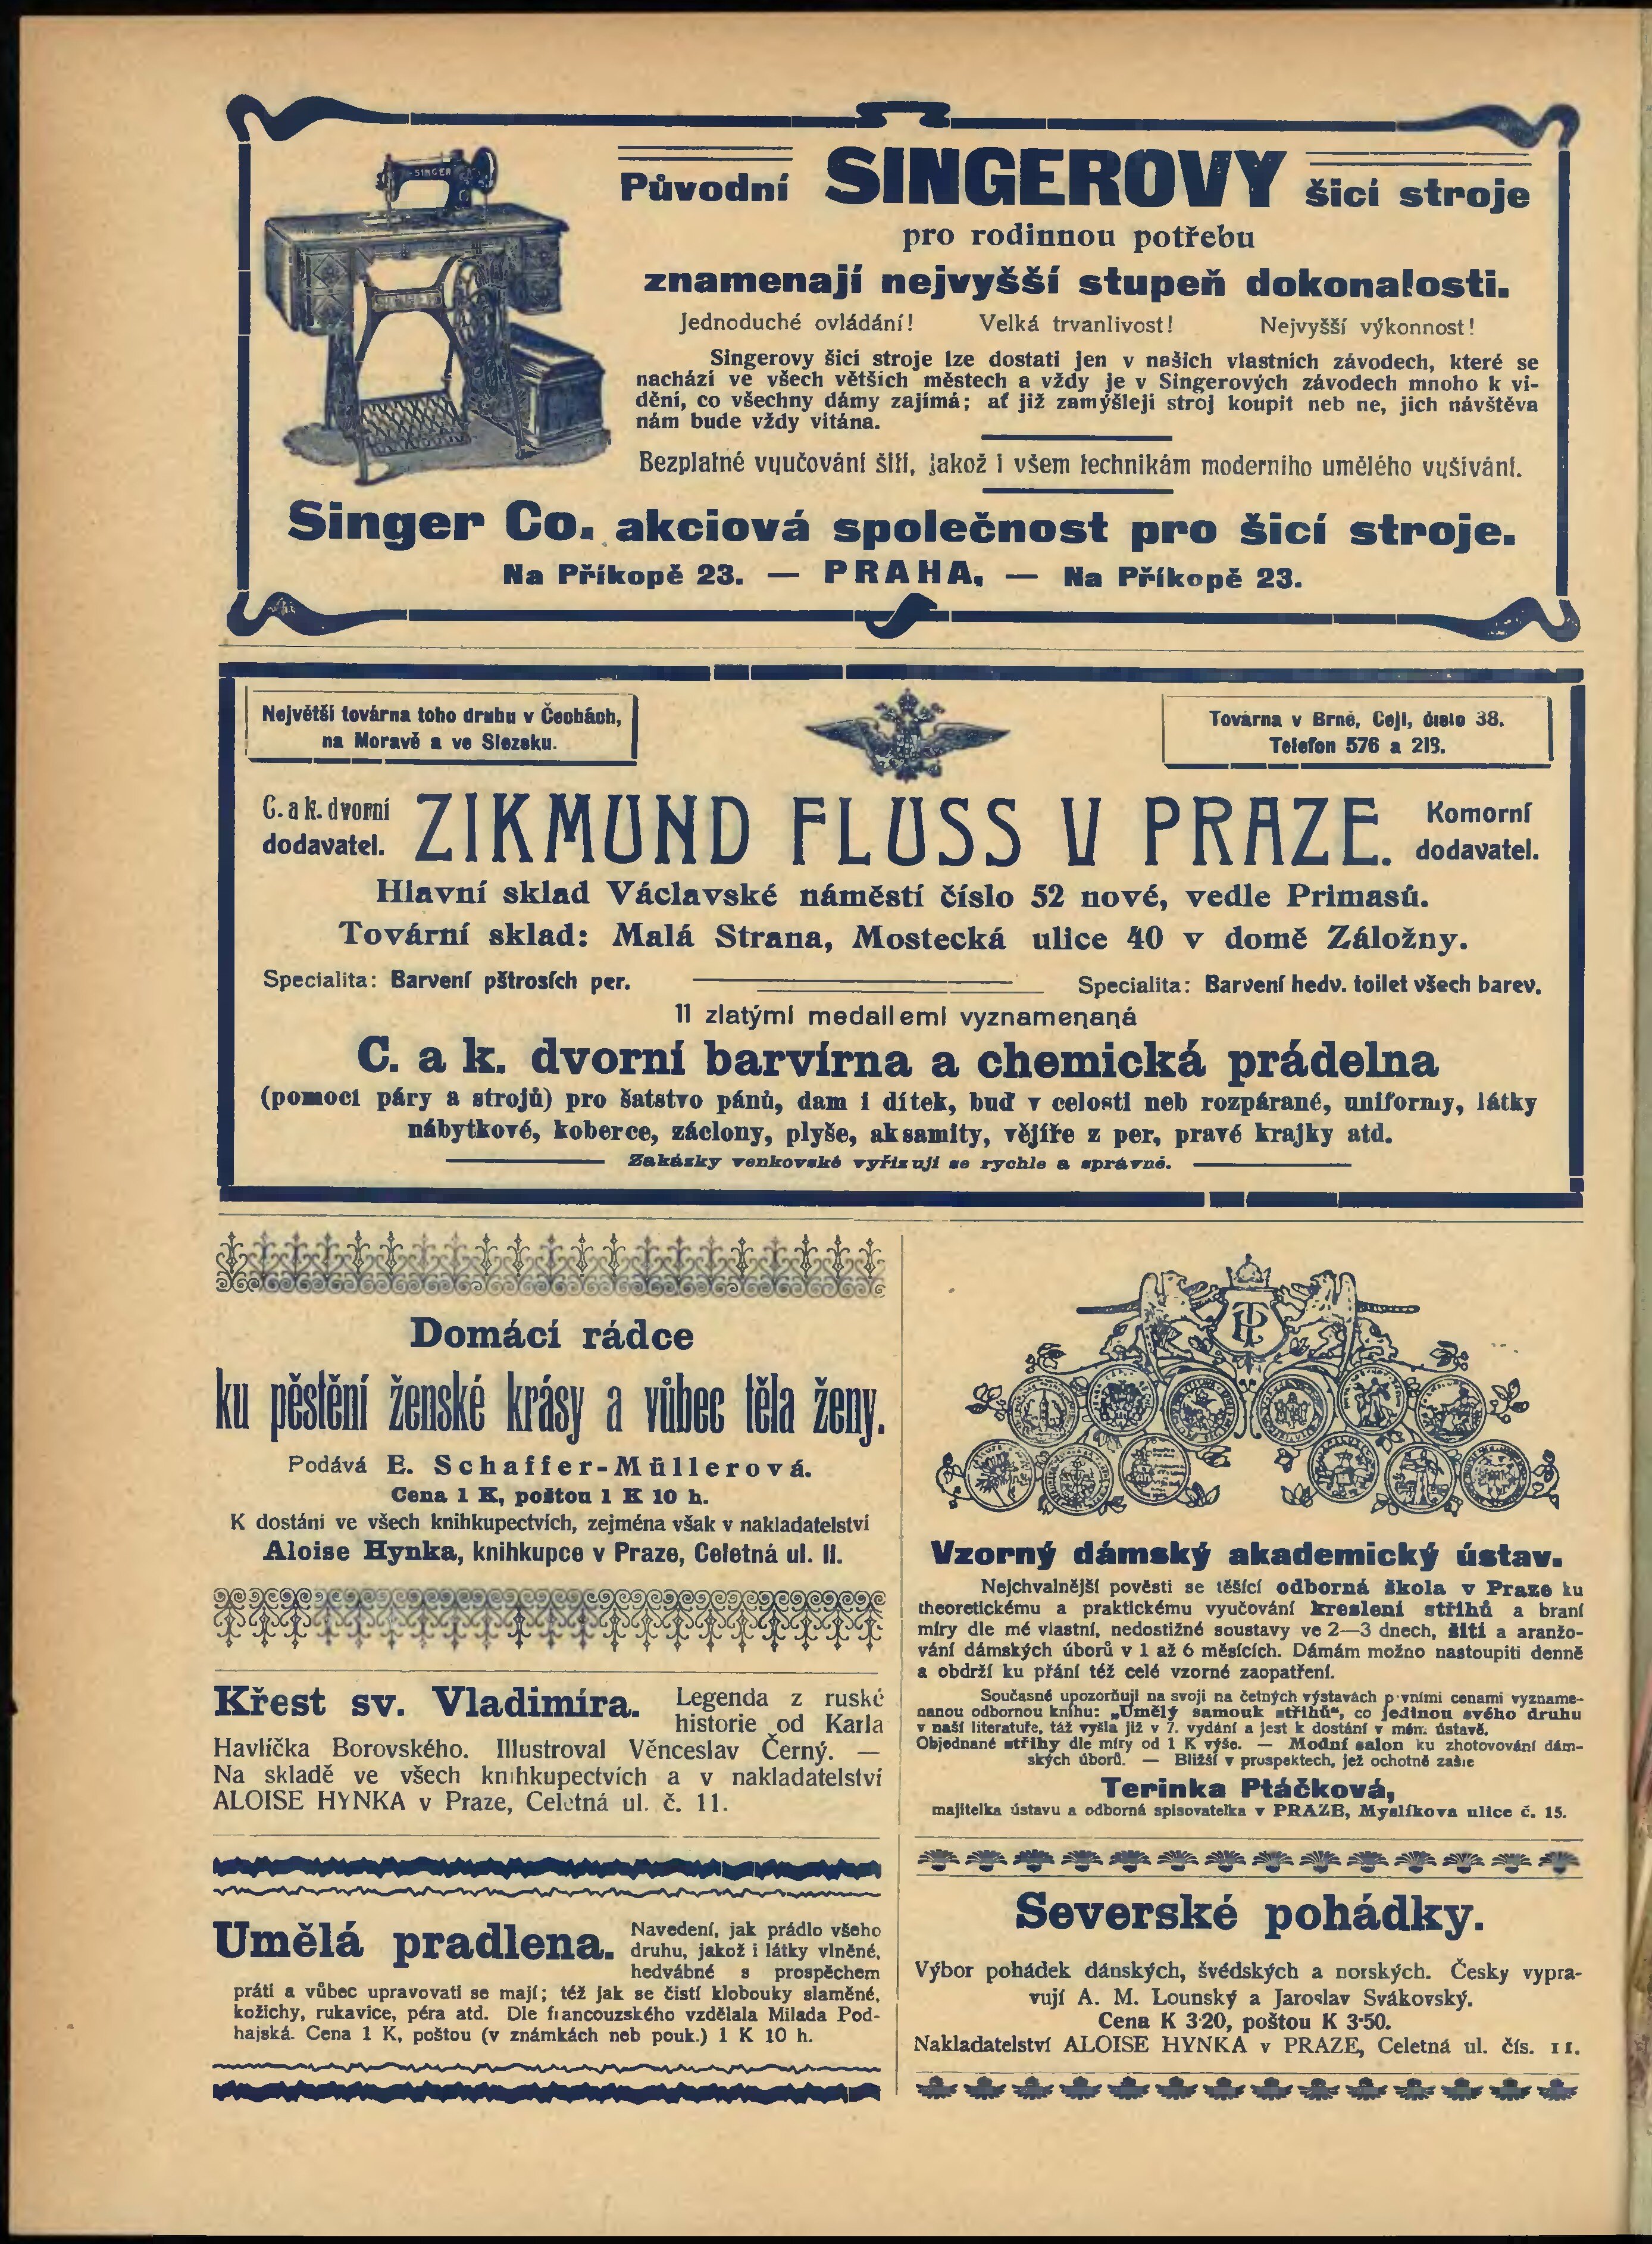 SINGER
SINGER
Původní SINGEROVY šicí stroje
pro rodinnou potřebu
znamenají nejvyšší stupeň dokonalosti.
Jednoduché ovládání! Velká trvanlivost! Nejvyšší výkonnost!
Singerovy šicí stroje lze dostati jen v našich vlastních závodech, které se
nachází ve všech větších městech a vždy je v Singerových závodech mnoho k vi-
dění, co všechny dámy zajímá; ať již zamýšlejí stroj koupit neb ne, jich návštěva
nám bude vždy vítána.
Bezplatné vyučování šití, jakož i všem technikám moderního umělého vyšívání.
Singer Co. akciová společnost pro šicí stroje.
Na Příkopě 23. — PRAHA, — Na Příkopě 23.
Největší továrna toho druhu v Čechách,
na Moravě a ve Slezsku.
Továrna v Brně, Cejl, číslo 38.
Telefon 576 a 213.
C. a k. dvorní
dodavatel.
ZIKMUND FLUSS V PRAZE.
Komorní
dodavatel.
Hlavní sklad Václavské náměstí číslo 52 nové, vedle Primasů.
Tovární sklad: Malá Strana, Mostecká ulice 40 v domě Záložny.
Specialita: Barvení pštrosích per. Specialita: Barvení hedv. toilet všech barev.
11 zlatými medailemi vyznamenaná
C. a k. dvorní barvírna a chemická prádelna
(pomocí páry a strojů) pro šatstvo pánů, dam i dítek, buď v celosti neb rozpárané, uniformy, látky
nábytkové, koberce, záclony, plyše, aksamity, vějíře z per, pravé krajky atd.
Zakázky venkovské vyřizují se rychle a správně.
Domácí rádce
ku pěstění ženské krásy a vůbec těla ženy.
Podává E. Schaffer-Müllerová.
Cena 1 K, poštou 1 K 10 h.
K dostání ve všech knihkupectvích, zejména však v nakladatelství
Aloise Hynka, knihkupce v Praze, Celetná ul. 11.
Křest sv. Vladimíra. Legenda z ruské
historie od Karla
Havlíčka Borovského. Illustroval Věnceslav Černý. —
Na skladě ve všech knihkupectvích a v nakladatelství
ALOISE HYNKA v Praze, Celetná ul. č. 11.
Umělá pradlena. Navedení, jak prádlo všeho
druhu, jakož i látky vlněné,
hedvábné s prospěchem
práti a vůbec upravovati se mají; též jak se čistí klobouky slaměné,
kožichy, rukavice, péra atd. Dle francouzského vzdělala Milada Pod-
hajská. Cena 1 K, poštou (v známkách neb pouk.) 1 K 10 h.
Vzorný dámský akademický ústav.
Nejchvalnější pověsti se těšící odborná škola v Praze ku
theoretickému a praktickému vyučování kreslení střihů a braní
míry dle mé vlastní, nedostižné soustavy ve 2—3 dnech, šití a aranžo-
vání dámských úborů v 1 až 6 měsících. Dámám možno nastoupiti denně
a obdrží ku přání též celé vzorné zaopatření.
Současně upozorňuji na svoji na četných výstavách prvními cenami vyzname-
nanou odbornou knihu: „Umělý samouk střihů“, co jedinou svého druhu
v naší literatuře, táž vyšla již v 7. vydání a jest k dostání v mém ústavě.
Objednané střihy dle míry od 1 K výše. — Modní salon ku zhotovování dám-
ských úborů. — Bližší v prospektech, jež ochotně zašle
Terinka Ptáčková,
majitelka ústavu a odborná spisovatelka v PRAZE, Myslíkova ulice č. 15.
Severské pohádky.
Výbor pohádek dánských, švédských a norských. Česky vypra-
vují A. M. Lounský a Jaroslav Svákovský.
Cena K 3·20, poštou K 3·50.
Nakladatelství ALOISE HYNKA v PRAZE, Celetná ul. čís. 11.